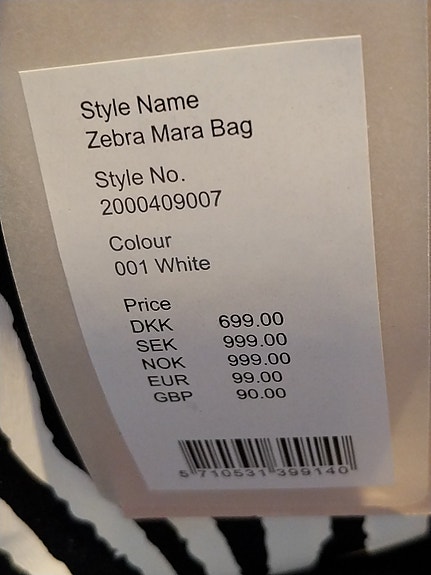 Style Name
Zebra Mara Bag
Style No.
2000409007
Colour
001 White
Price
DKK 699.00
SEK 999.00
NOK 999.00
EUR 99.00
GBP 90.00
5 710531 399140